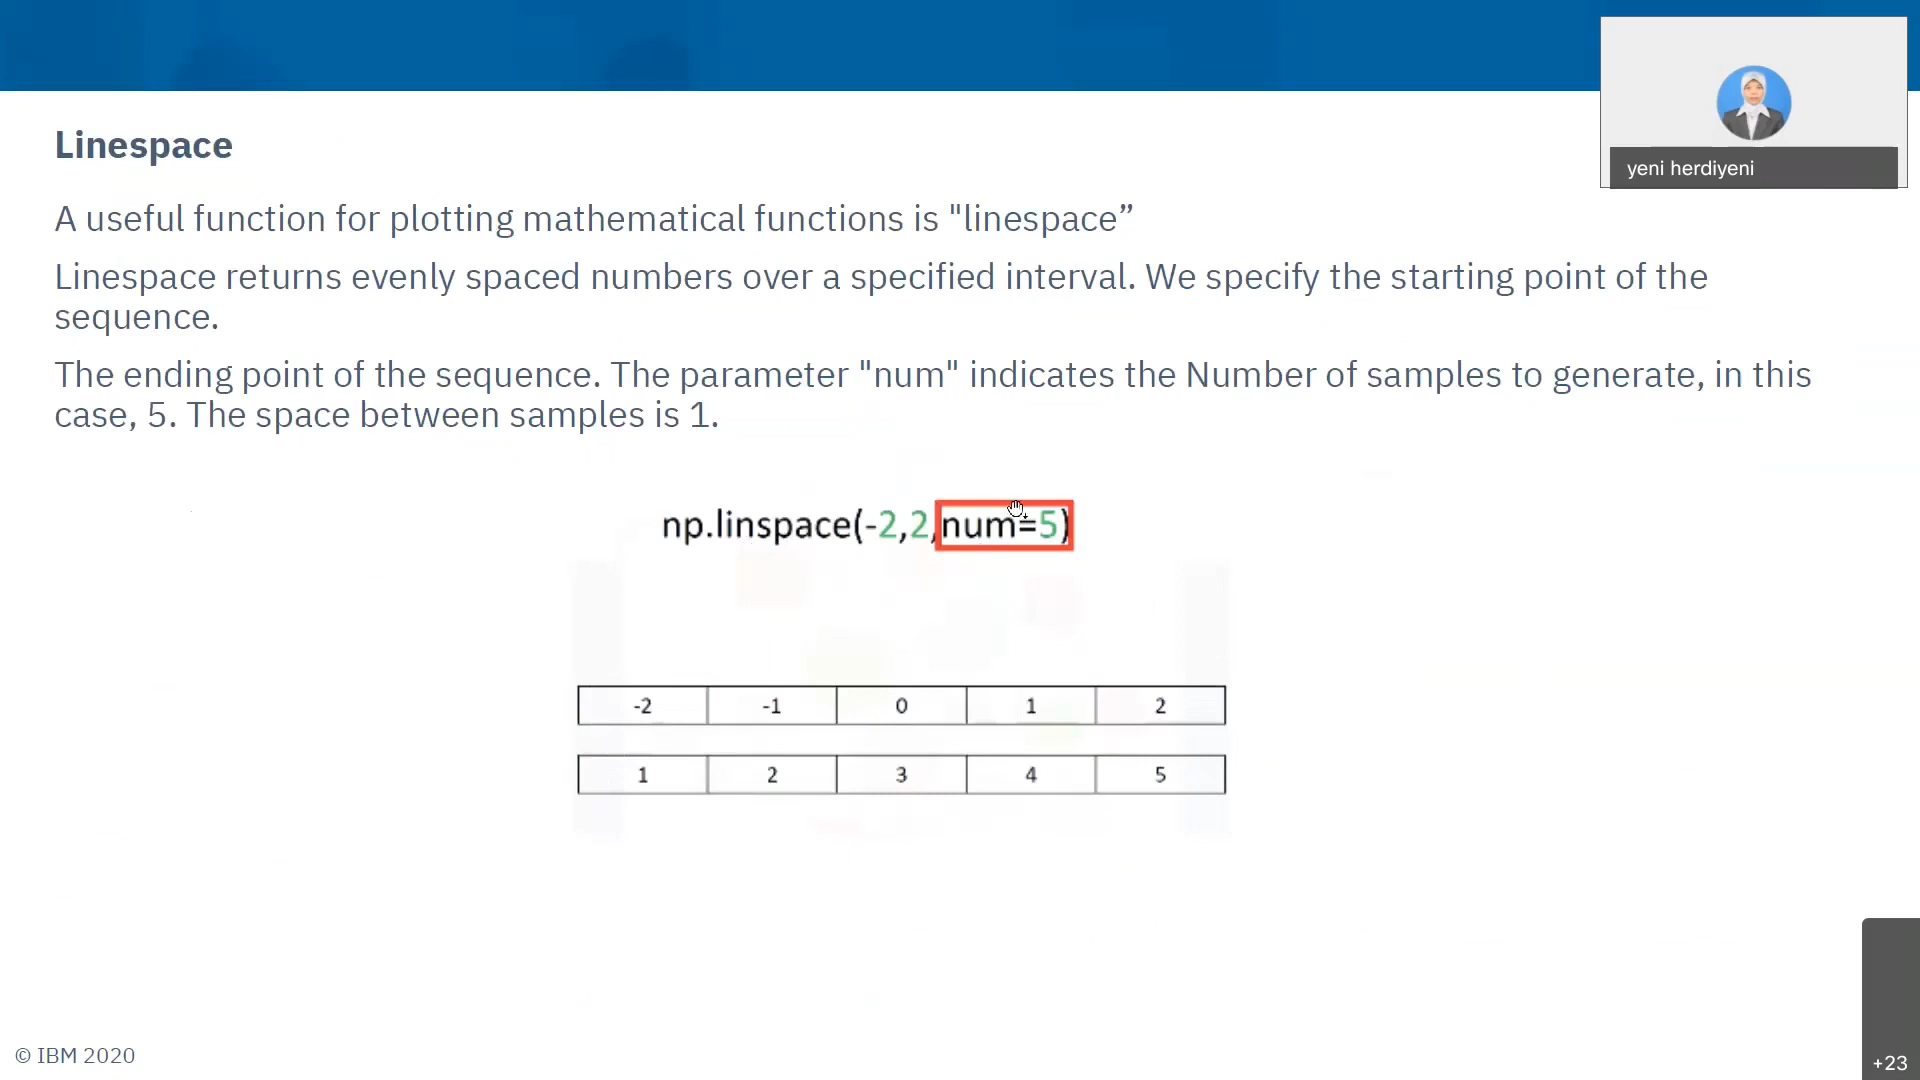 yeni herdiyeni
Linespace
A useful function for plotting mathematical functions is "linespace”
Linespace returns evenly spaced numbers over a specified interval. We specify the starting point of the
sequence.
The ending point of the sequence. The parameter "num" indicates the Number of samples to generate, in this
case, 5. The space between samples is 1.
np.linspace(-2,2,num=5)
-2 -1 0 1 2
1 2 3 4 5
© IBM 2020
+23